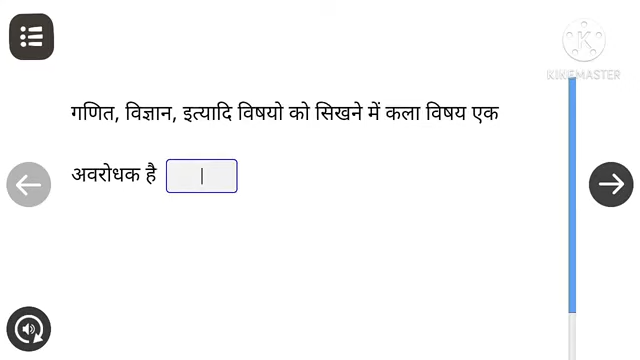 KINEMASTER
गणित, विज्ञान, इत्यादि विषयो को सिखने में कला विषय एक
अवरोधक है